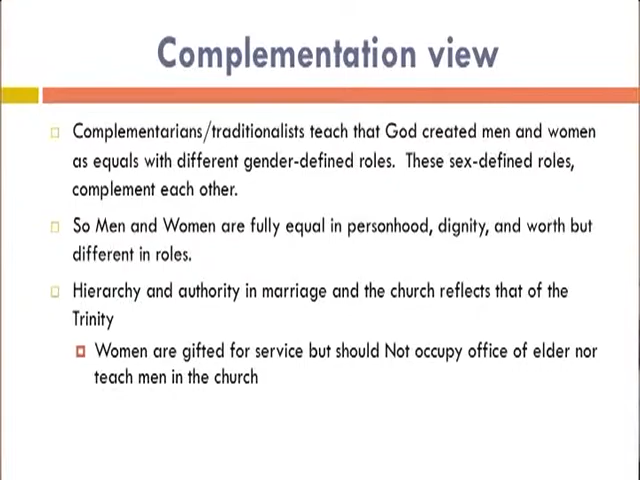 Complementation view
Complementarians/traditionalists teach that God created men and women
as equals with different gender-defined roles. These sex-defined roles,
complement each other.
So Men and Women are fully equal in personhood, dignity, and worth but
different in roles.
Hierarchy and authority in marriage and the church reflects that of the
Trinity
Women are gifted for service but should Not occupy office of elder nor
teach men in the church